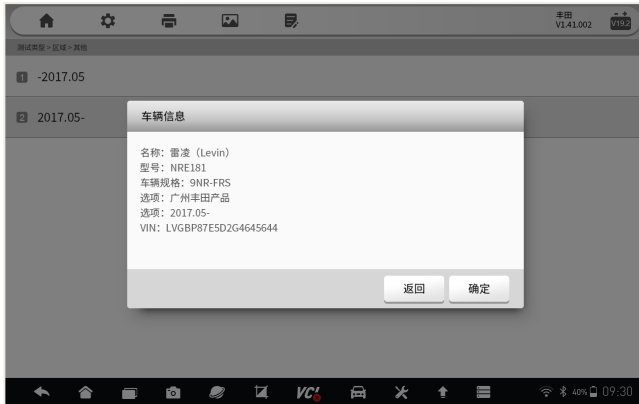 丰田
V1.41.002
V19.2
测试类型 > 区域 > 其他
1 -2017.05
2 2017.05-
车辆信息
名称：雷凌（Levin）
型号：NRE181
车辆规格：9NR-FRS
选项：广州丰田产品
选项：2017.05-
VIN：LVGBP87E5D2G4645644
返回 确定
VCI 40% 09:30